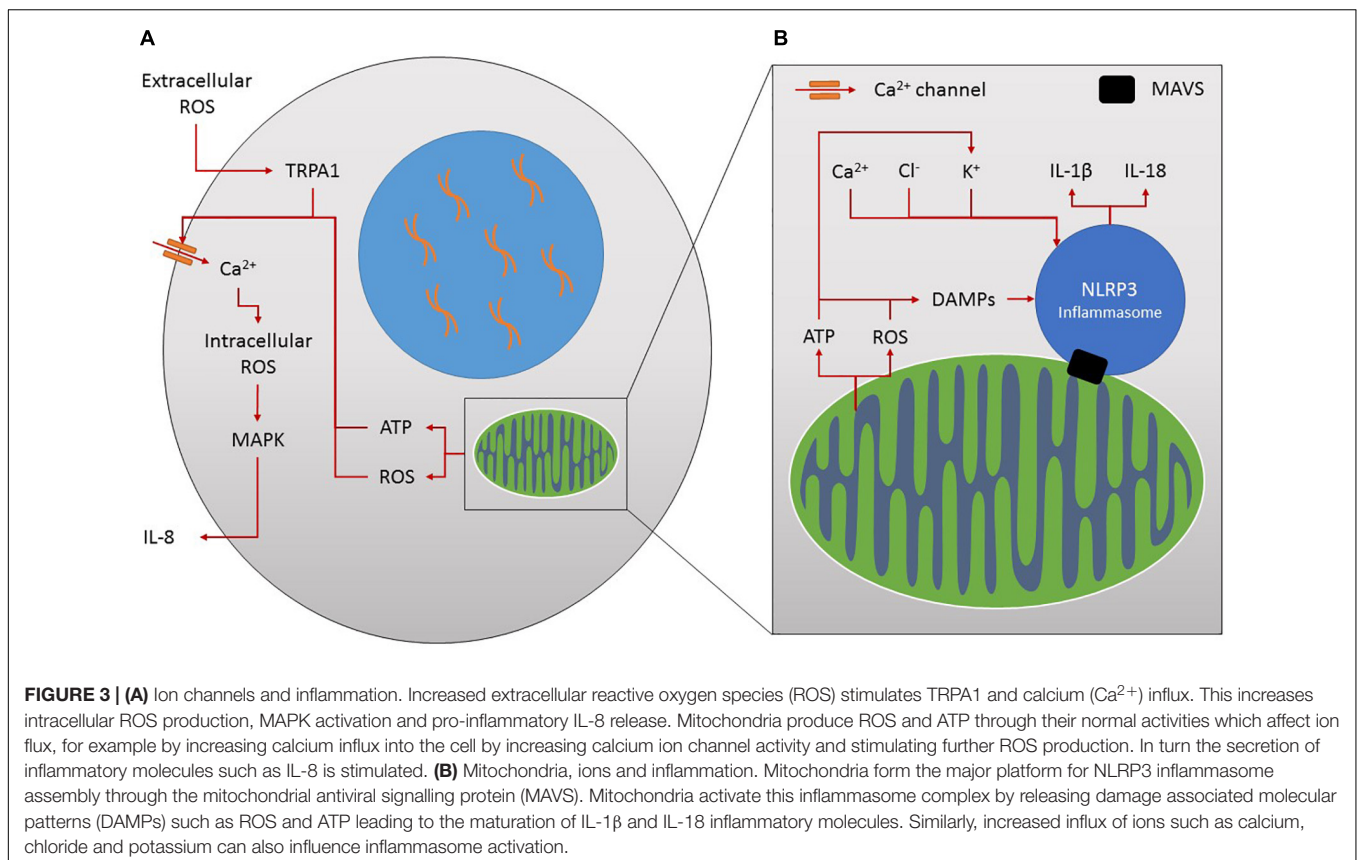 A
B
Extracellular
ROS
TRPA1
Ca²⁺
Intracellular
ROS
MAPK
IL-8
ATP
ROS
Ca²⁺ channel
MAVS
Ca²⁺
Cl⁻
K⁺
IL-1β
IL-18
DAMPs
NLRP3
Inflammasome
ATP
ROS
FIGURE 3 | (A) Ion channels and inflammation. Increased extracellular reactive oxygen species (ROS) stimulates TRPA1 and calcium (Ca²⁺) influx. This increases
intracellular ROS production, MAPK activation and pro-inflammatory IL-8 release. Mitochondria produce ROS and ATP through their normal activities which affect ion
flux, for example by increasing calcium influx into the cell by increasing calcium ion channel activity and stimulating further ROS production. In turn the secretion of
inflammatory molecules such as IL-8 is stimulated. (B) Mitochondria, ions and inflammation. Mitochondria form the major platform for NLRP3 inflammasome
assembly through the mitochondrial antiviral signalling protein (MAVS). Mitochondria activate this inflammasome complex by releasing damage associated molecular
patterns (DAMPs) such as ROS and ATP leading to the maturation of IL-1β and IL-18 inflammatory molecules. Similarly, increased influx of ions such as calcium,
chloride and potassium can also influence inflammasome activation.